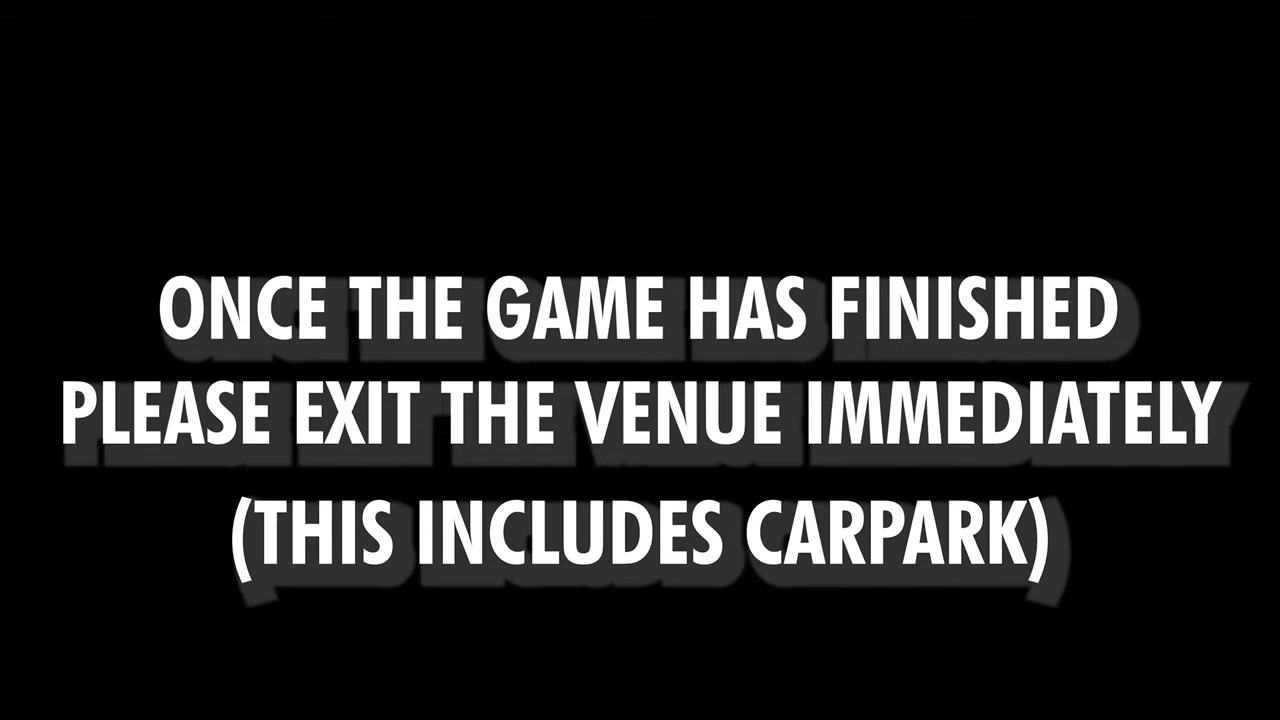 ONCE THE GAME HAS FINISHED
PLEASE EXIT THE VENUE IMMEDIATELY
(THIS INCLUDES CARPARK)